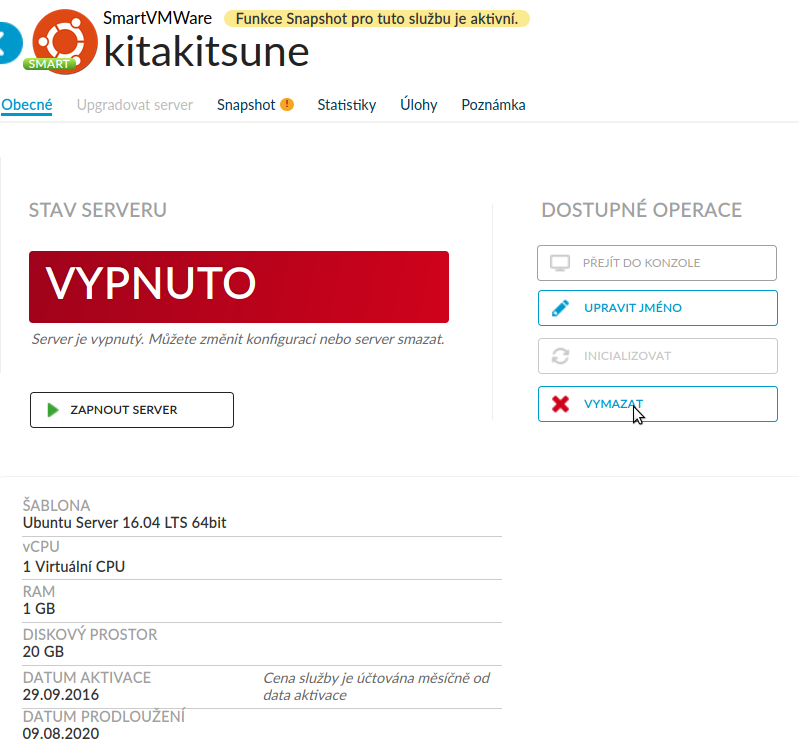 SmartVMWare
Funkce Snapshot pro tuto službu je aktivní.
kitakitsune
SMART
Obecné
Upgradovat server
Snapshot !
Statistiky
Úlohy
Poznámka
STAV SERVERU
VYPNUTO
Server je vypnutý. Můžete změnit konfiguraci nebo server smazat.
ZAPNOUT SERVER
DOSTUPNÉ OPERACE
PŘEJÍT DO KONZOLE
UPRAVIT JMÉNO
INICIALIZOVAT
VYMAZAT
ŠABLONA
Ubuntu Server 16.04 LTS 64bit
vCPU
1 Virtuální CPU
RAM
1 GB
DISKOVÝ PROSTOR
20 GB
DATUM AKTIVACE
29.09.2016
Cena služby je účtována měsíčně od
data aktivace
DATUM PRODLOUŽENÍ
09.08.2020